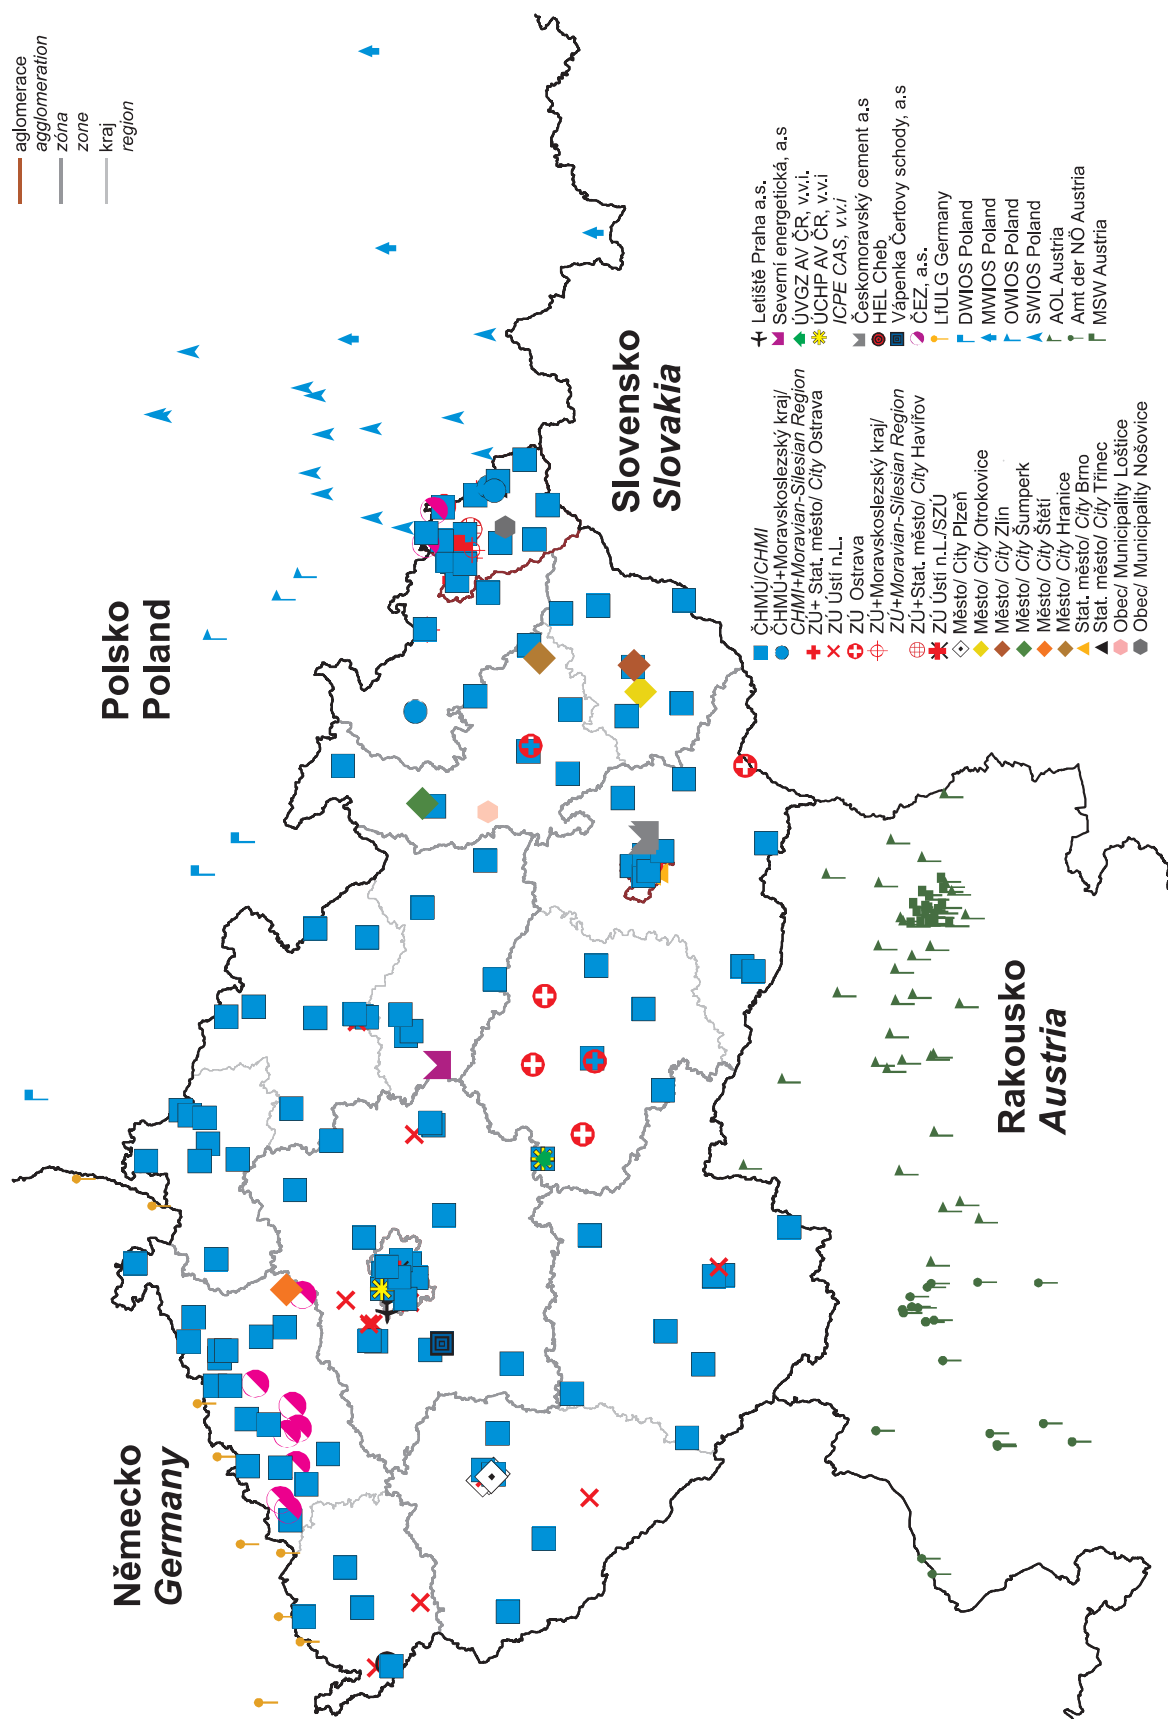 aglomerace
agglomeration
zóna
zone
kraj
region
Polsko
Poland
Německo
Germany
Slovensko
Slovakia
Rakousko
Austria
ČHMÚ/CHMI
ČHMÚ+Moravskoslezský kraj/
CHMI+Moravian-Silesian Region
ZÚ+ Stat. město/ City Ostrava
ZÚ Ústí n.L.
ZÚ Ostrava
ZÚ+Moravskoslezský kraj/
ZÚ+Moravian-Silesian Region
ZÚ+Stat. město/ City Havířov
ZÚ Ústí n.L./SZÚ
Město/ City Plzeň
Město/ City Otrokovice
Město/ City Zlín
Město/ City Šumperk
Město/ City Štětí
Město/ City Hranice
Stat. město/ City Brno
Stat. město/ City Třinec
Obec/ Municipality Loštice
Obec/ Municipality Nošovice
Letiště Praha a.s.
Severní energetická, a.s
ÚVGZ AV ČR, v.v.i.
ÚCHP AV ČR, v.v.i
ICPE CAS, v.v.i
Českomoravský cement a.s
HEL Cheb
Vápenka Čertovy schody, a.s
ČEZ, a.s.
LfULG Germany
DWIOS Poland
MWIOS Poland
OWIOS Poland
SWIOS Poland
AOL Austria
Amt der NÖ Austria
MSW Austria